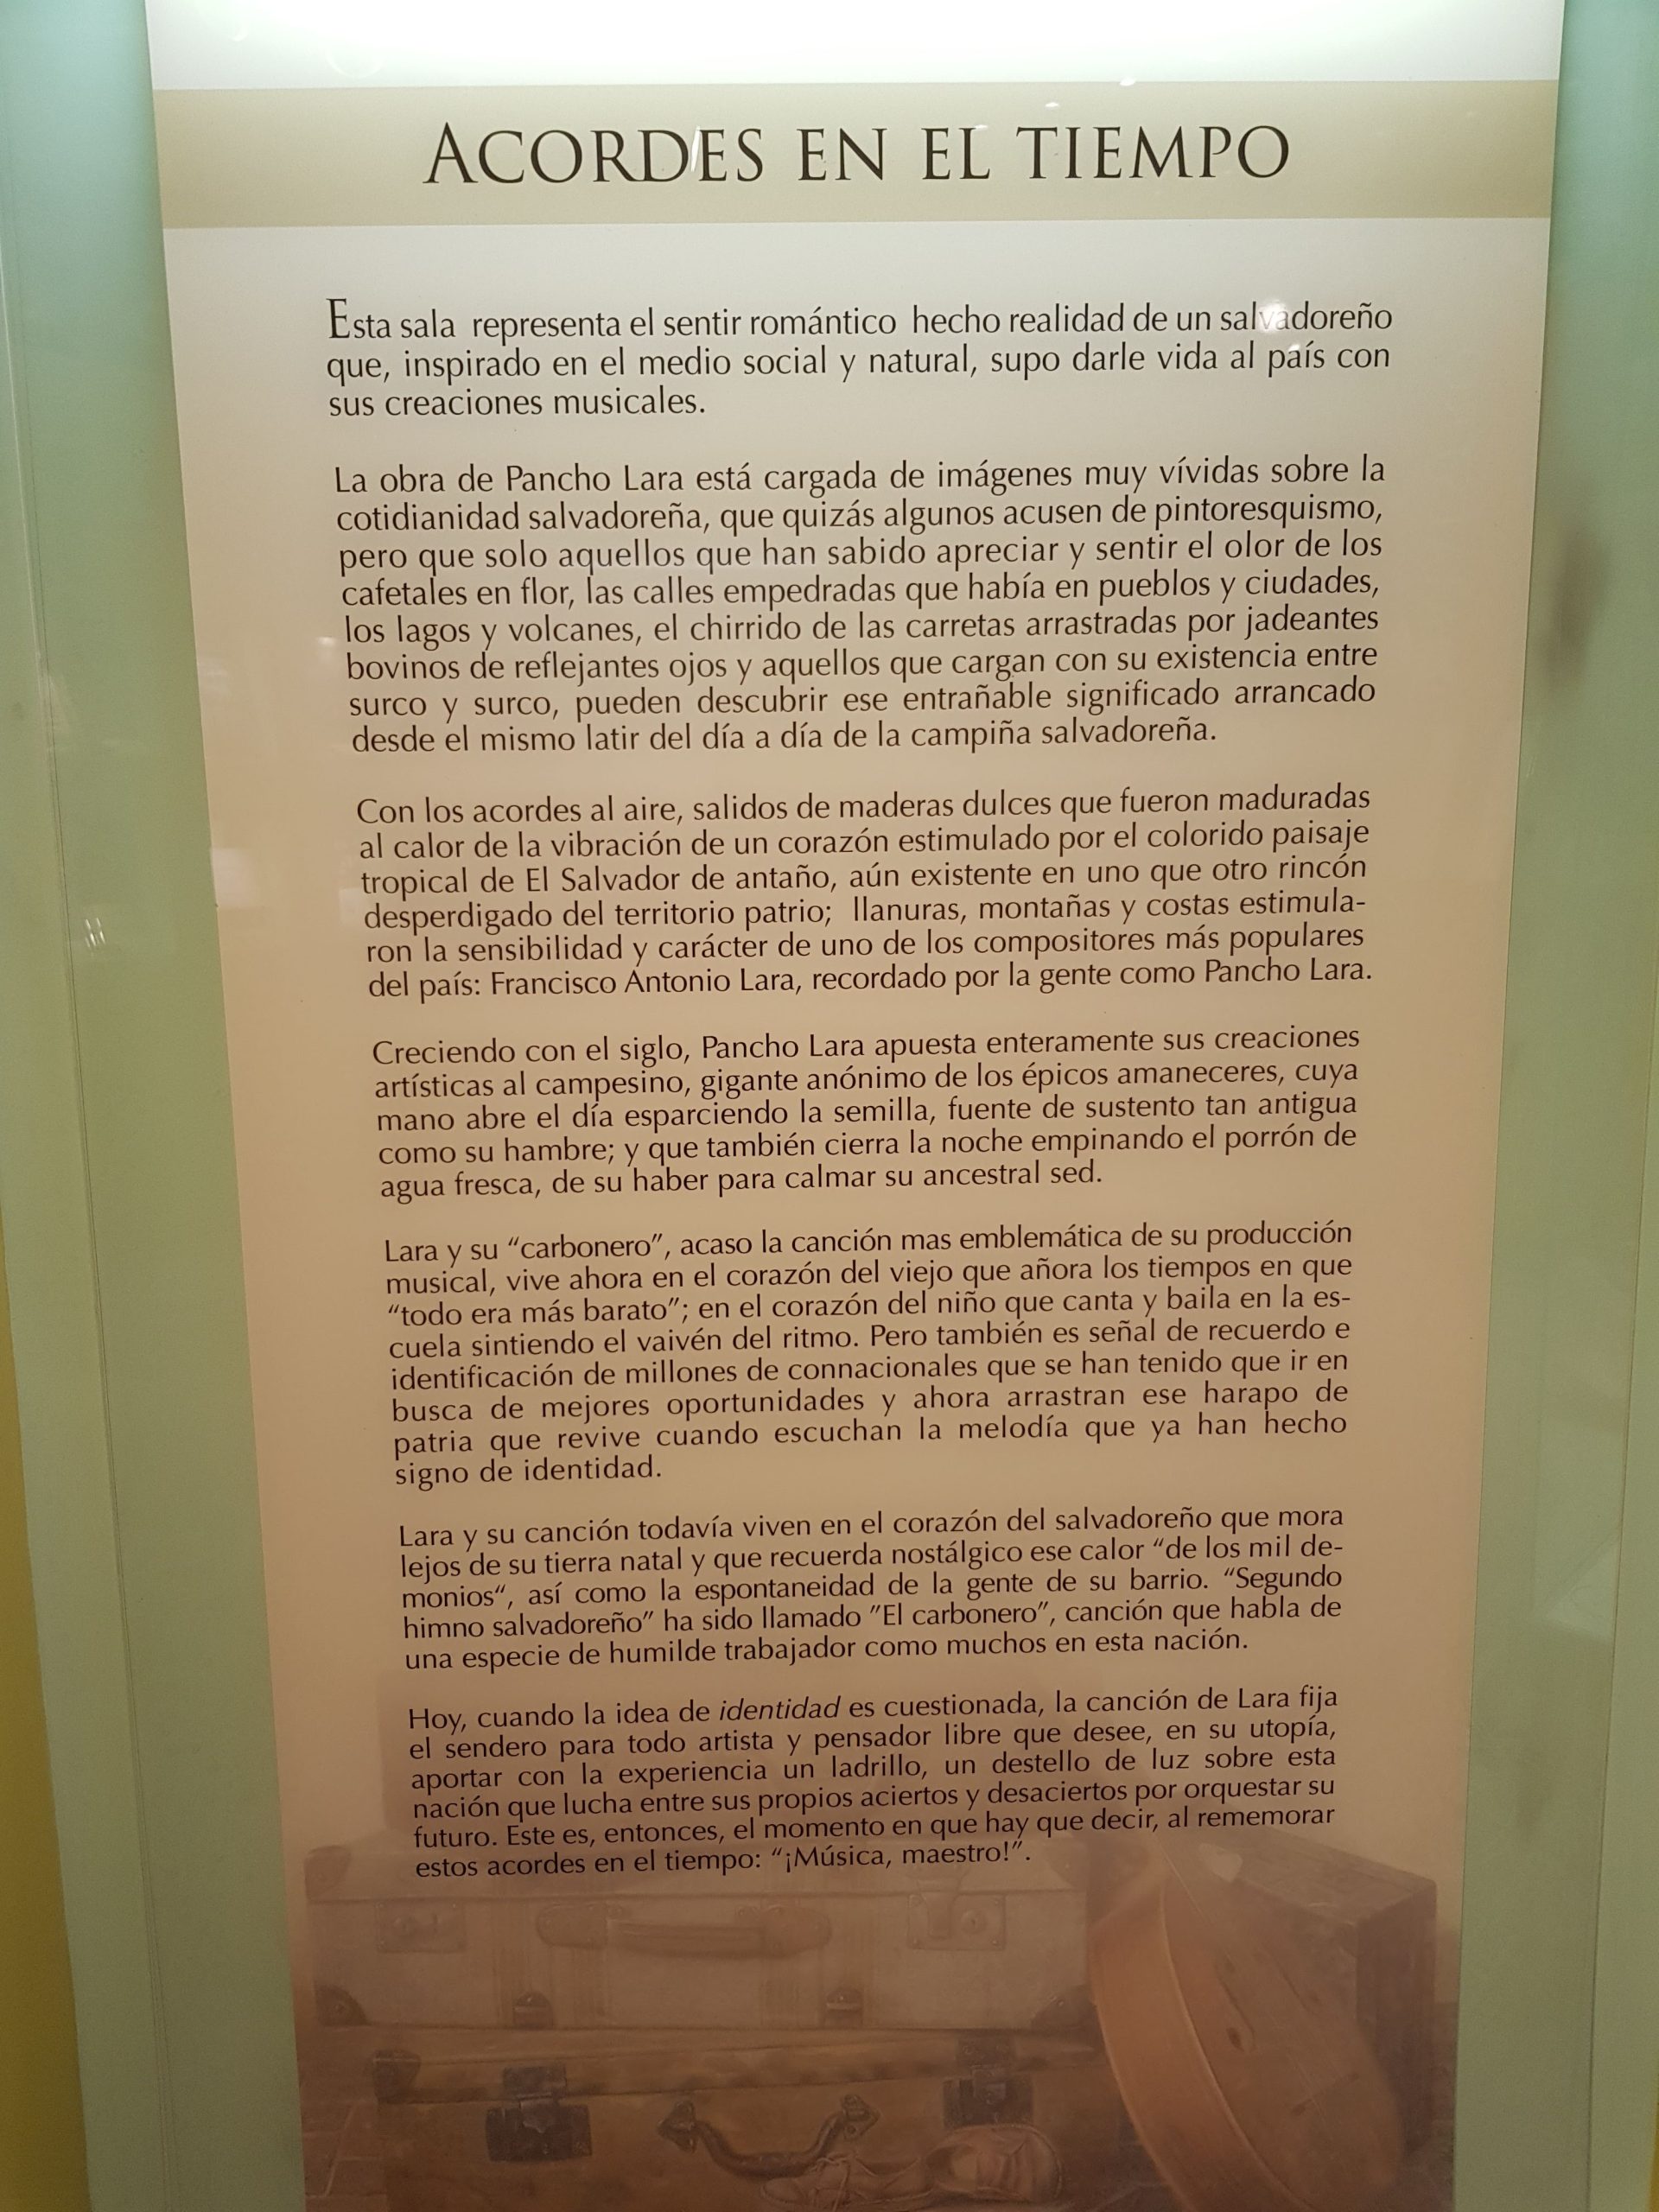 ACORDES EN EL TIEMPO
Esta sala representa el sentir romántico hecho realidad de un salvadoreño
que, inspirado en el medio social y natural, supo darle vida al país con
sus creaciones musicales.
La obra de Pancho Lara está cargada de imágenes muy vívidas sobre la
cotidianidad salvadoreña, que quizás algunos acusen de pintoresquismo,
pero que solo aquellos que han sabido apreciar y sentir el olor de los
cafetales en flor, las calles empedradas que había en pueblos y ciudades,
los lagos y volcanes, el chirrido de las carretas arrastradas por jadeantes
bovinos de reflejantes ojos y aquellos que cargan con su existencia entre
surco y surco, pueden descubrir ese entrañable significado arrancado
desde el mismo latir del día a día de la campiña salvadoreña.
Con los acordes al aire, salidos de maderas dulces que fueron maduradas
al calor de la vibración de un corazón estimulado por el colorido paisaje
tropical de El Salvador de antaño, aún existente en uno que otro rincón
desperdigado del territorio patrio; llanuras, montañas y costas estimula-
ron la sensibilidad y carácter de uno de los compositores más populares
del país: Francisco Antonio Lara, recordado por la gente como Pancho Lara.
Creciendo con el siglo, Pancho Lara apuesta enteramente sus creaciones
artísticas al campesino, gigante anónimo de los épicos amaneceres, cuya
mano abre el día esparciendo la semilla, fuente de sustento tan antigua
como su hambre; y que también cierra la noche empinando el porrón de
agua fresca, de su haber para calmar su ancestral sed.
Lara y su “carbonero”, acaso la canción mas emblemática de su producción
musical, vive ahora en el corazón del viejo que añora los tiempos en que
“todo era más barato”; en el corazón del niño que canta y baila en la es-
cuela sintiendo el vaivén del ritmo. Pero también es señal de recuerdo e
identificación de millones de connacionales que se han tenido que ir en
busca de mejores oportunidades y ahora arrastran ese harapo de
patria que revive cuando escuchan la melodía que ya han hecho
signo de identidad.
Lara y su canción todavía viven en el corazón del salvadoreño que mora
lejos de su tierra natal y que recuerda nostálgico ese calor “de los mil de-
monios“, así como la espontaneidad de la gente de su barrio. “Segundo
himno salvadoreño” ha sido llamado ”El carbonero”, canción que habla de
una especie de humilde trabajador como muchos en esta nación.
Hoy, cuando la idea de identidad es cuestionada, la canción de Lara fija
el sendero para todo artista y pensador libre que desee, en su utopía,
aportar con la experiencia un ladrillo, un destello de luz sobre esta
nación que lucha entre sus propios aciertos y desaciertos por orquestar su
futuro. Este es, entonces, el momento en que hay que decir, al rememorar
estos acordes en el tiempo: “¡Música, maestro!”.